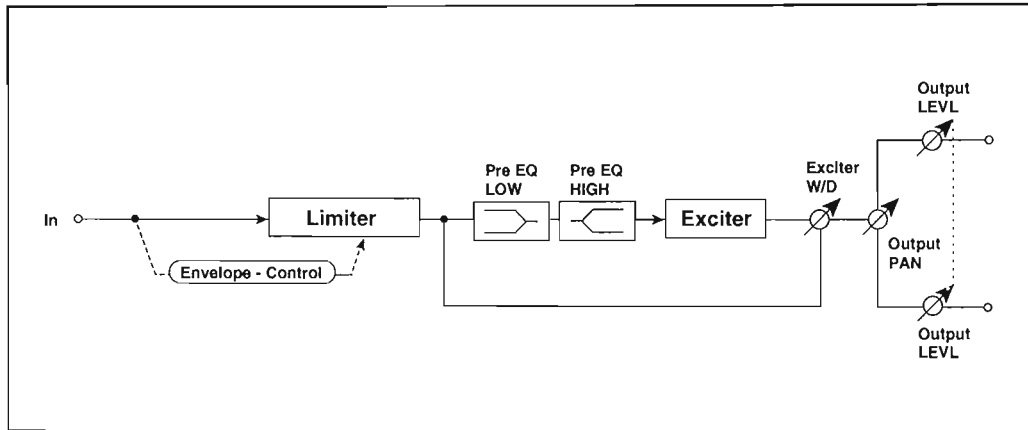 In
Envelope - Control
Limiter
Pre EQ
LOW
Pre EQ
HIGH
Exciter
Exciter
W/D
Output
PAN
Output
LEVL
Output
LEVL